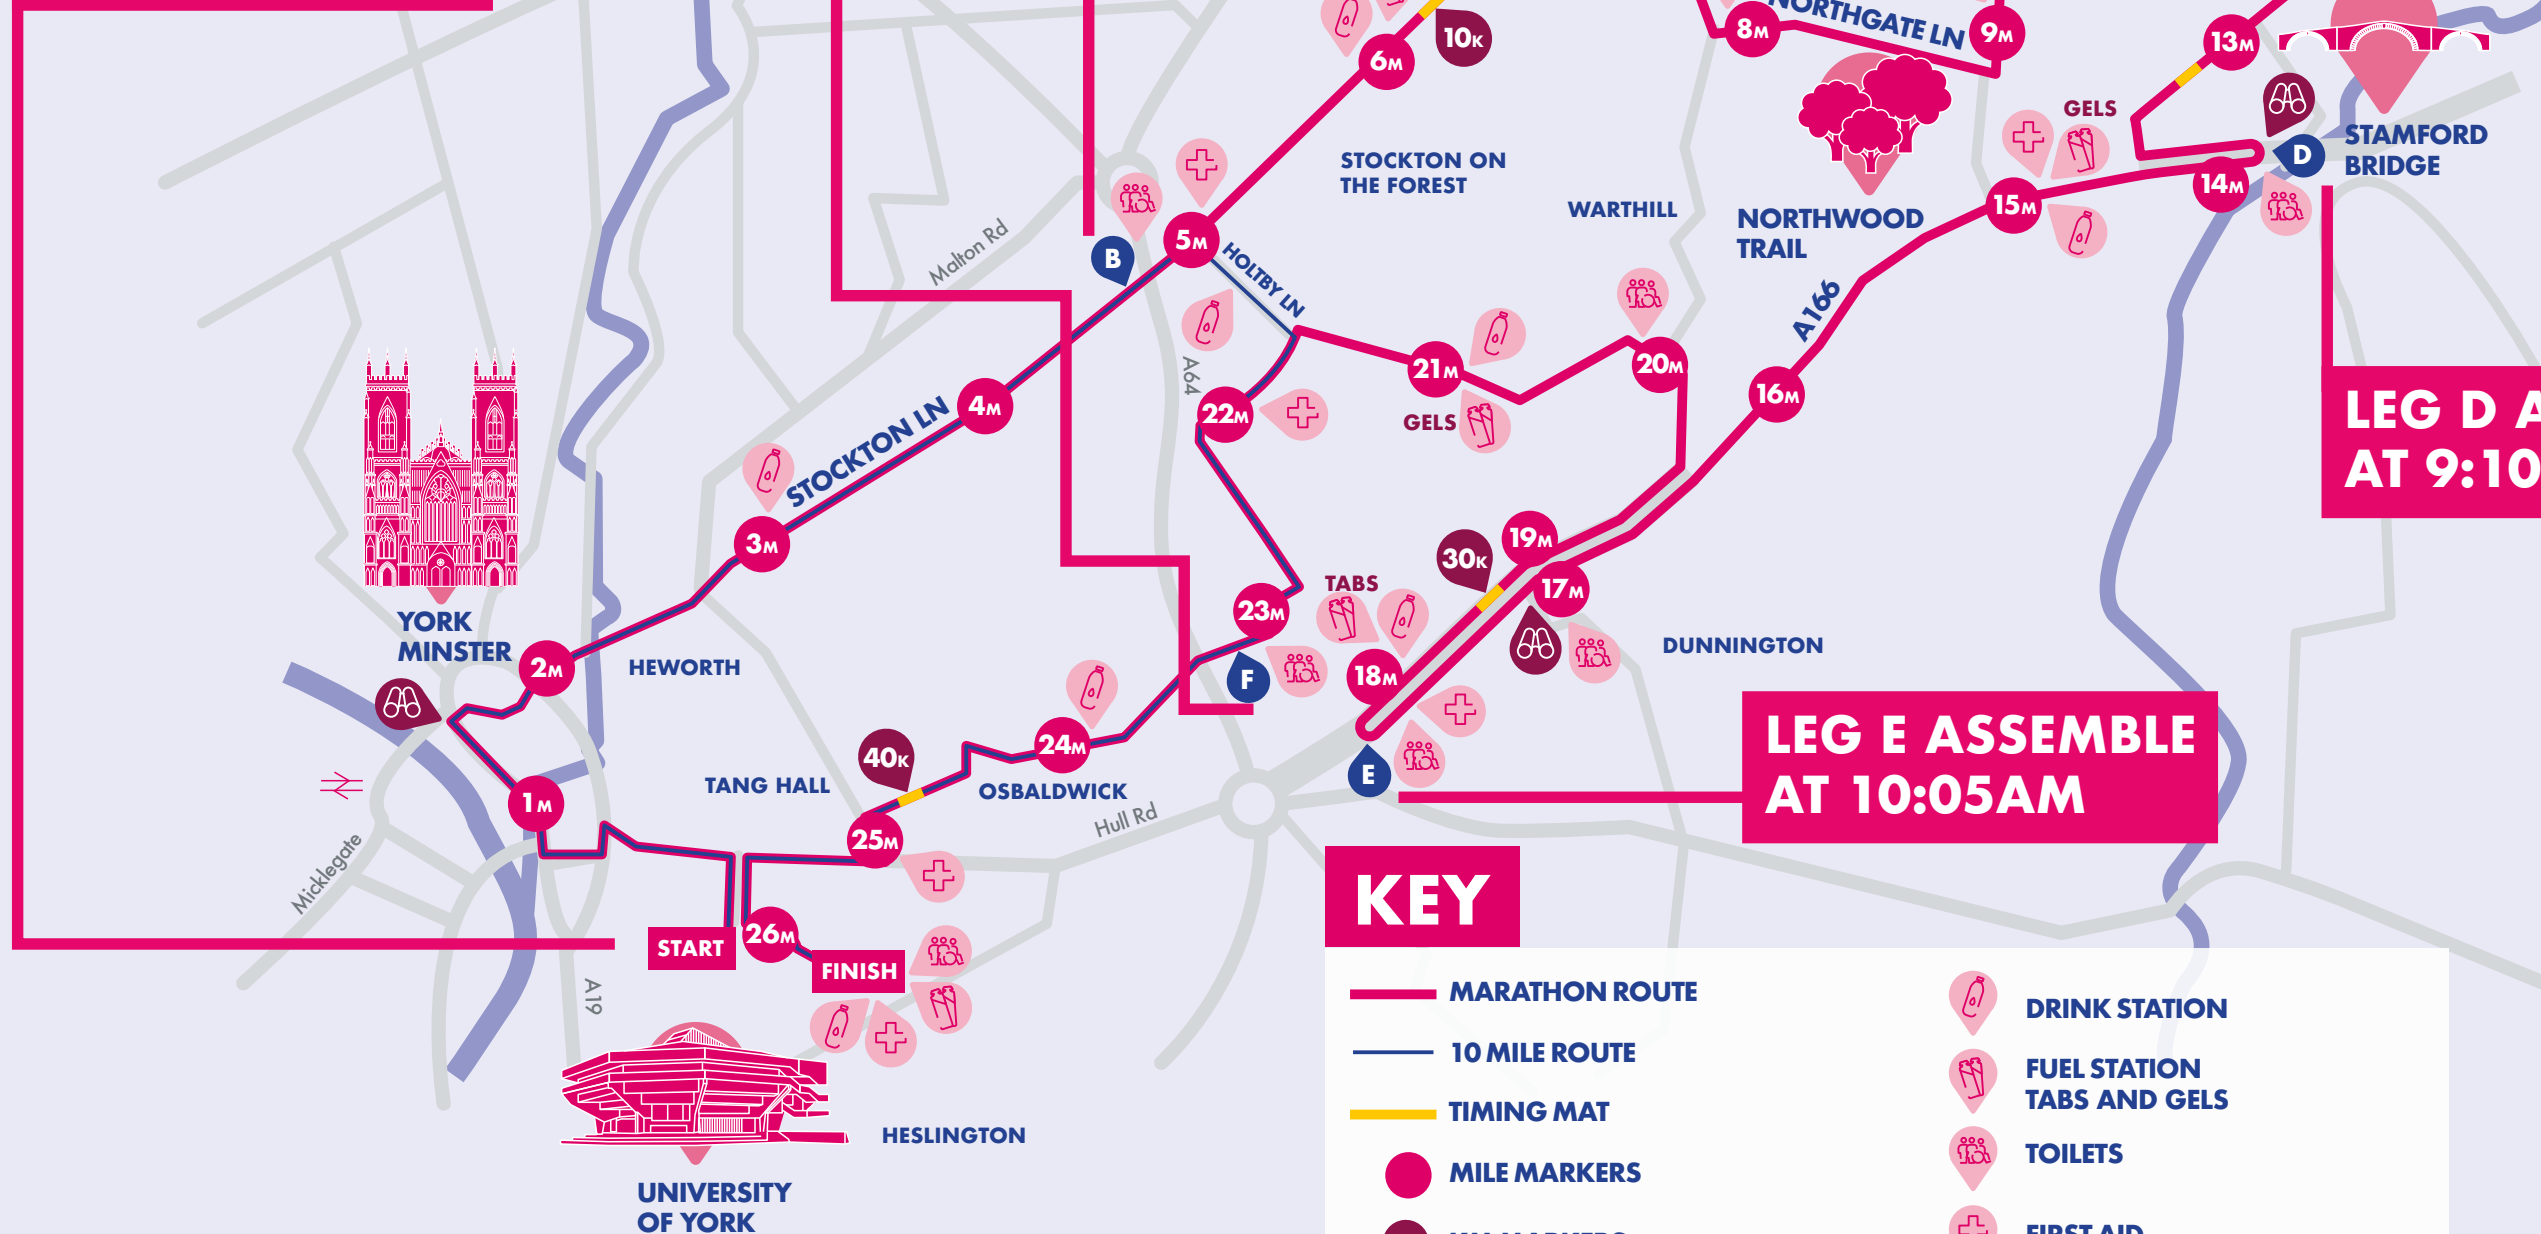 NORTHGATE LN
8M
9M
13M
10K
6M
GELS
STAMFORD
BRIDGE
D
14M
15M
STOCKTON ON
THE FOREST
WARTHILL
NORTHWOOD
TRAIL
Malton Rd
5M
B
HOLTBY LN
A166
A64
21M
20M
16M
GELS
22M
4M
STOCKTON LN
3M
LEG D A
AT 9:10
19M
30K
17M
TABS
23M
YORK
MINSTER
2M
HEWORTH
F
18M
DUNNINGTON
LEG E ASSEMBLE
AT 10:05AM
E
24M
40K
TANG HALL
OSBALDWICK
1M
Hull Rd
25M
Micklegate
START
26M
FINISH
A19
HESLINGTON
UNIVERSITY
OF YORK
KEY
MARATHON ROUTE
10 MILE ROUTE
TIMING MAT
MILE MARKERS
DRINK STATION
FUEL STATION
TABS AND GELS
TOILETS
FIRST AID